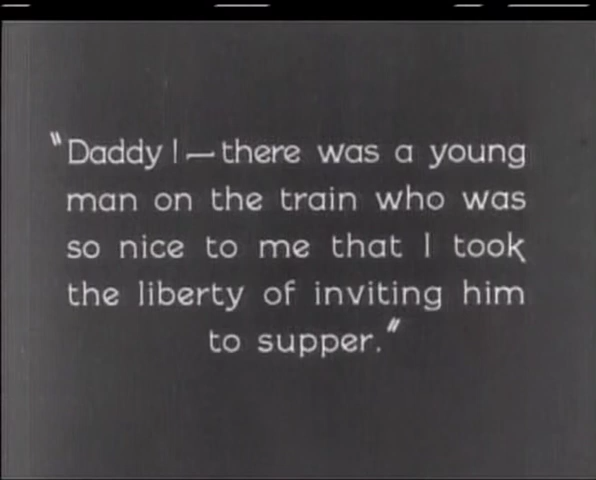 "Daddy!—there was a young
man on the train who was
so nice to me that I took
the liberty of inviting him
to supper."